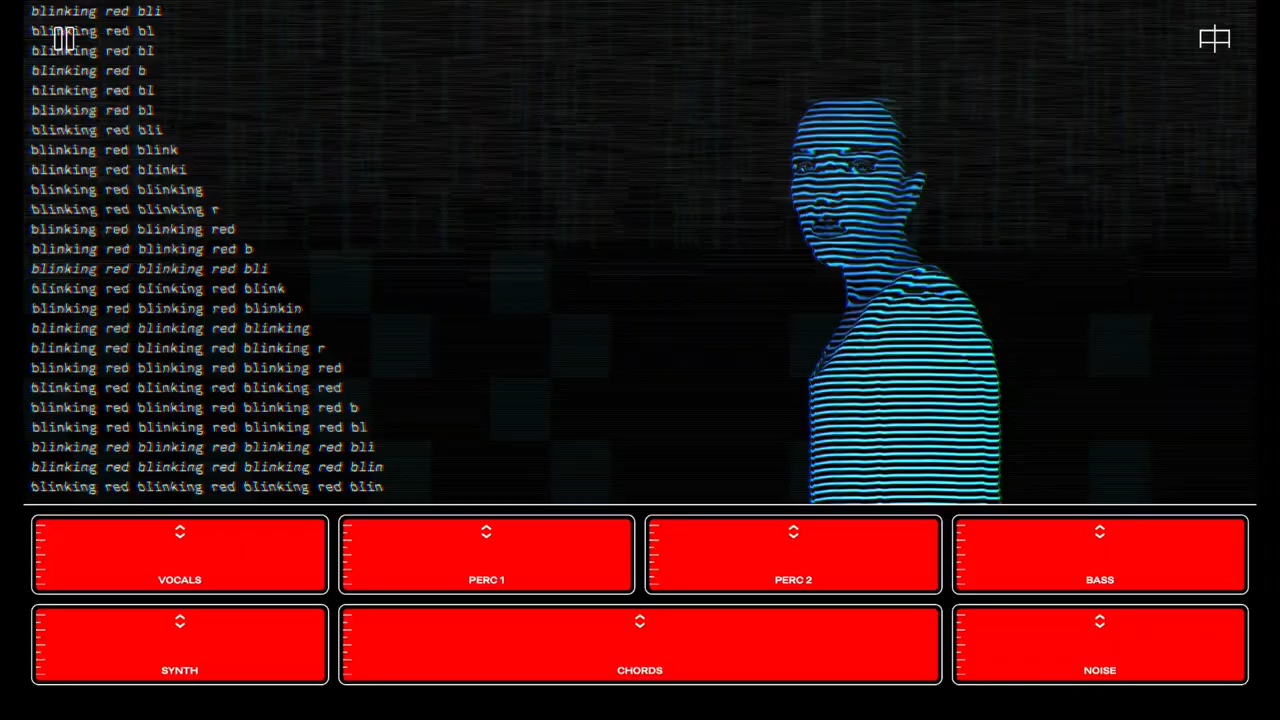 blinking red bli
blinking red bl
blinking red bl
blinking red b
blinking red bl
blinking red bl
blinking red bli
blinking red blink
blinking red blinki
blinking red blinking
blinking red blinking r
blinking red blinking red
blinking red blinking red b
blinking red blinking red bli
blinking red blinking red blink
blinking red blinking red blinkin
blinking red blinking red blinking
blinking red blinking red blinking r
blinking red blinking red blinking red
blinking red blinking red blinking red
blinking red blinking red blinking red b
blinking red blinking red blinking red bl
blinking red blinking red blinking red bli
blinking red blinking red blinking red blin
blinking red blinking red blinking red blin
VOCALS
PERC 1
PERC 2
BASS
SYNTH
CHORDS
NOISE